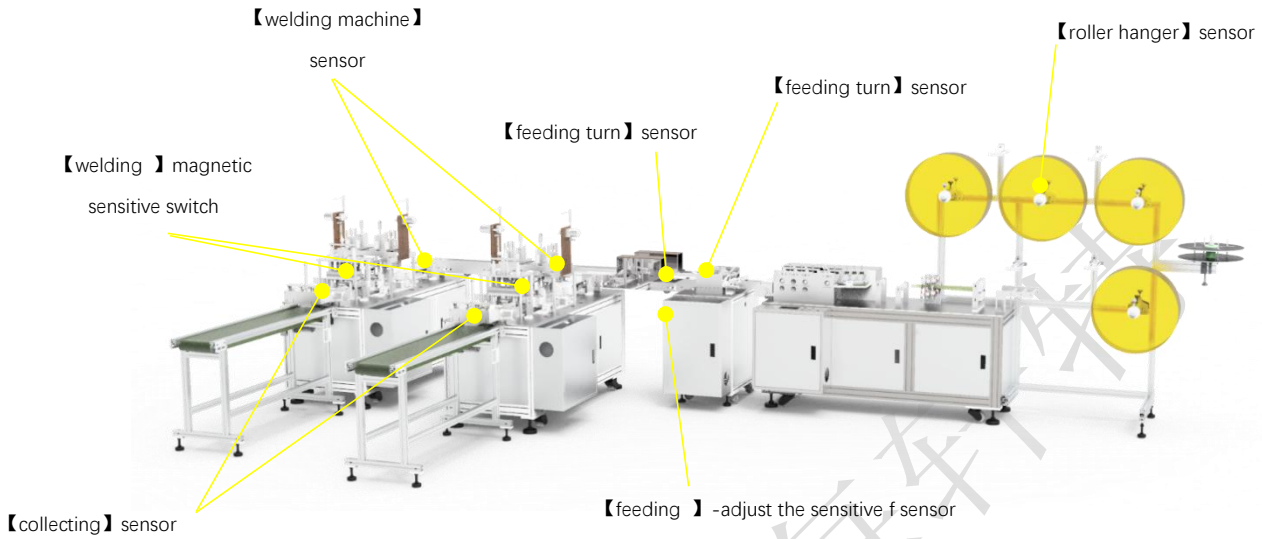 【welding machine】
sensor
【roller hanger】sensor
【feeding turn】sensor
【feeding turn】sensor
【welding  】magnetic
sensitive switch
【feeding  】-adjust the sensitive f sensor
【collecting】sensor